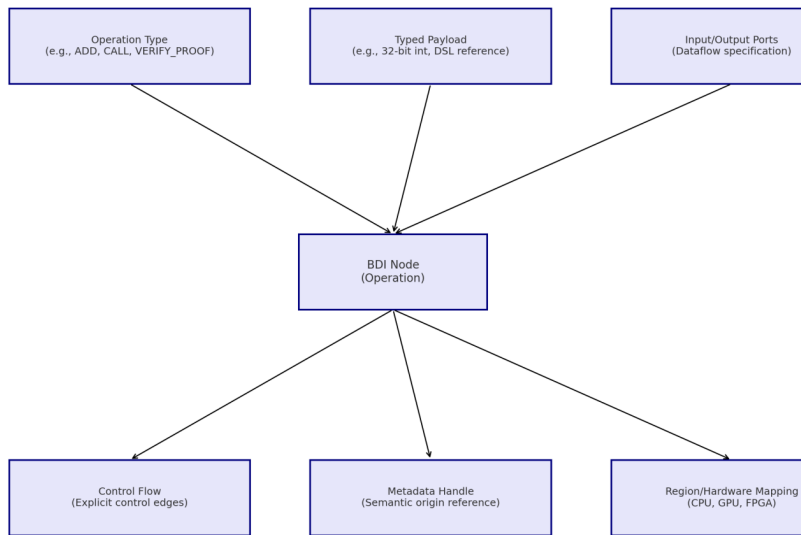 Operation Type
(e.g., ADD, CALL, VERIFY_PROOF)
Typed Payload
(e.g., 32-bit int, DSL reference)
Input/Output Ports
(Dataflow specification)
BDI Node
(Operation)
Control Flow
(Explicit control edges)
Metadata Handle
(Semantic origin reference)
Region/Hardware Mapping
(CPU, GPU, FPGA)